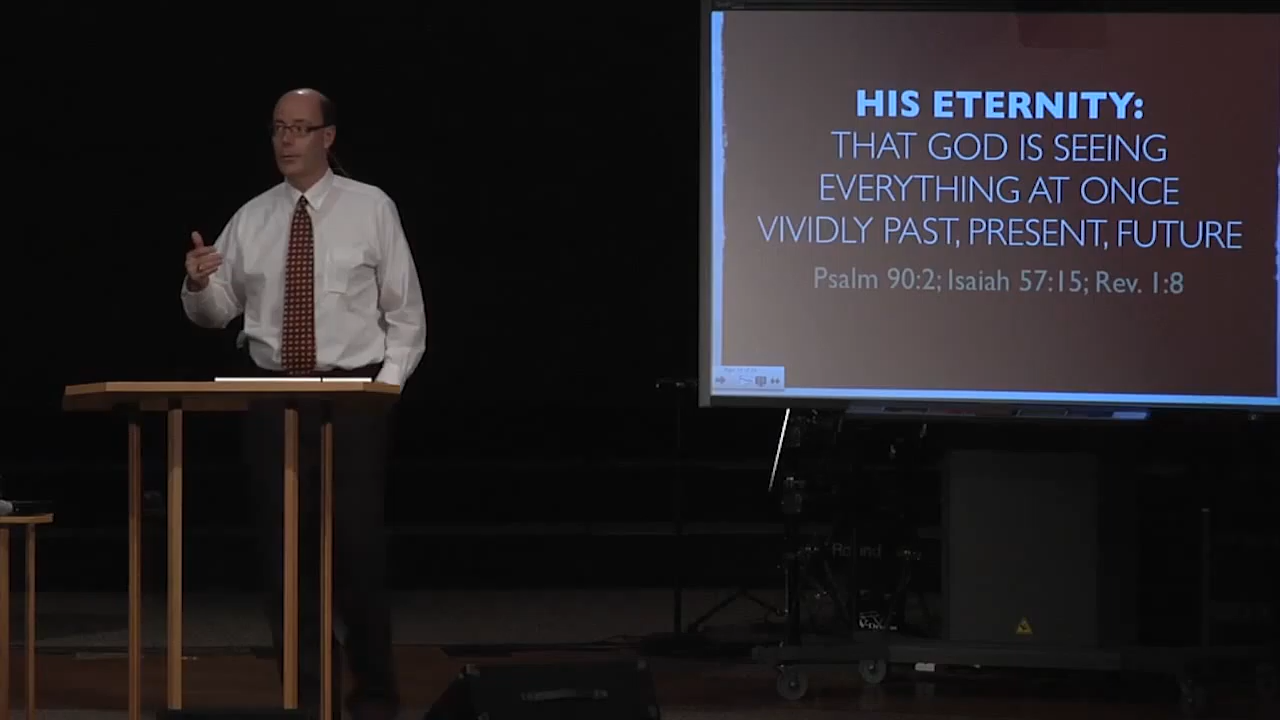 HIS ETERNITY:
THAT GOD IS SEEING
EVERYTHING AT ONCE
VIVIDLY PAST, PRESENT, FUTURE
Psalm 90:2; Isaiah 57:15; Rev. 1:8
Roland